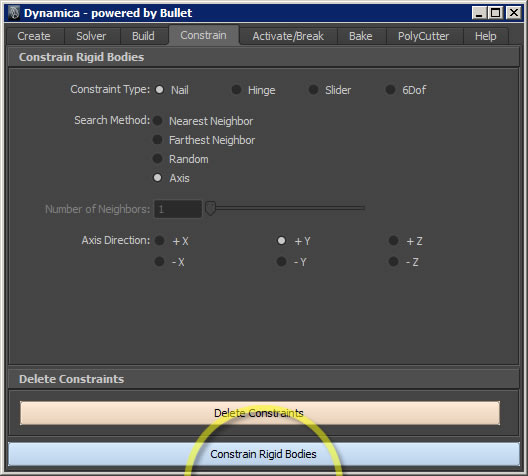 Dynamica - powered by Bullet
Create Solver Build Constrain Activate/Break Bake PolyCutter Help
Constrain Rigid Bodies
Constraint Type: Nail Hinge Slider 6Dof
Search Method: Nearest Neighbor
Farthest Neighbor
Random
Axis
Number of Neighbors: 1
Axis Direction: + X + Y + Z
- X - Y - Z
Delete Constraints
Delete Constraints
Constrain Rigid Bodies